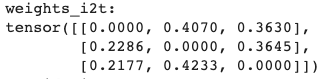 weights_i2t:
tensor([[0.0000, 0.4070, 0.3630],
[0.2286, 0.0000, 0.3645],
[0.2177, 0.4233, 0.0000]])